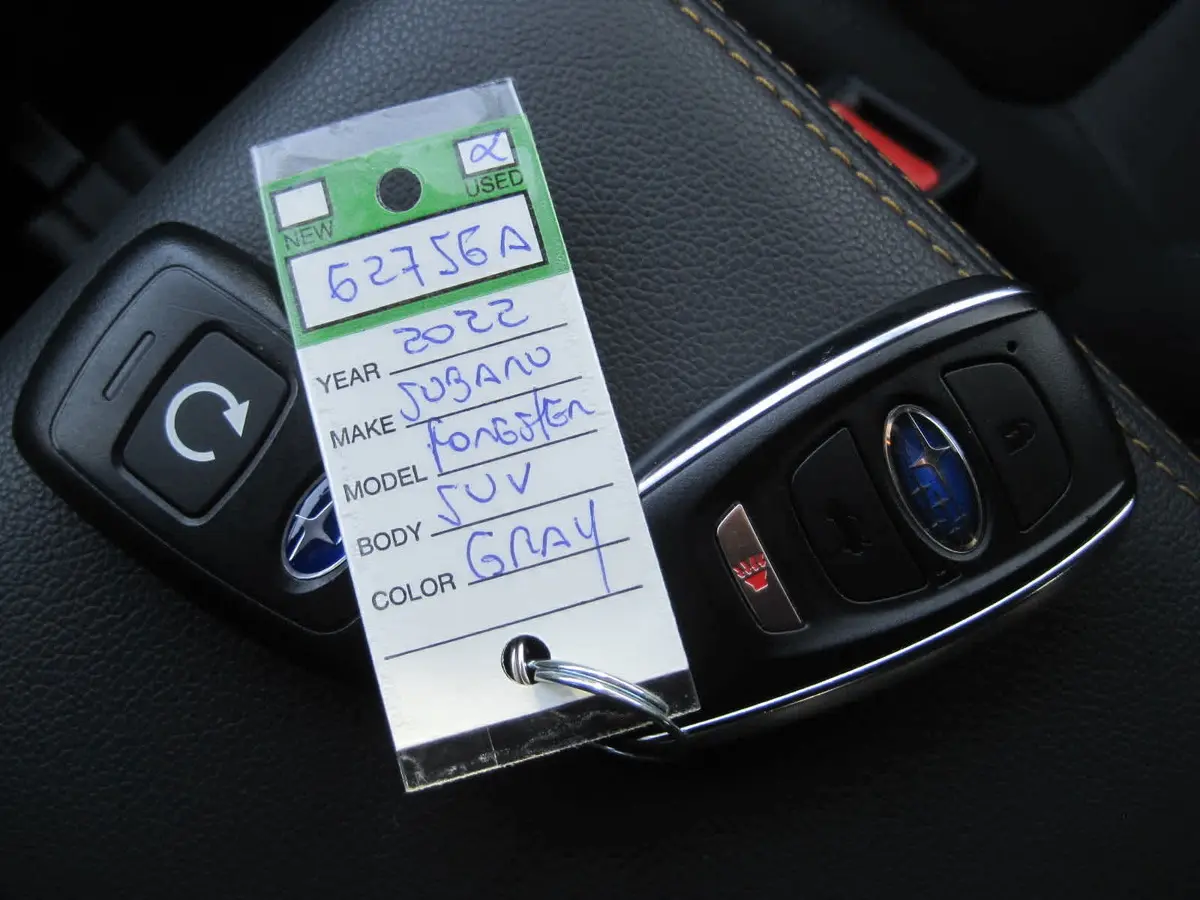 α
NEW USED
62756A
YEAR 2022
MAKE SUBARU
MODEL FORESTER
BODY SUV
COLOR GRAY